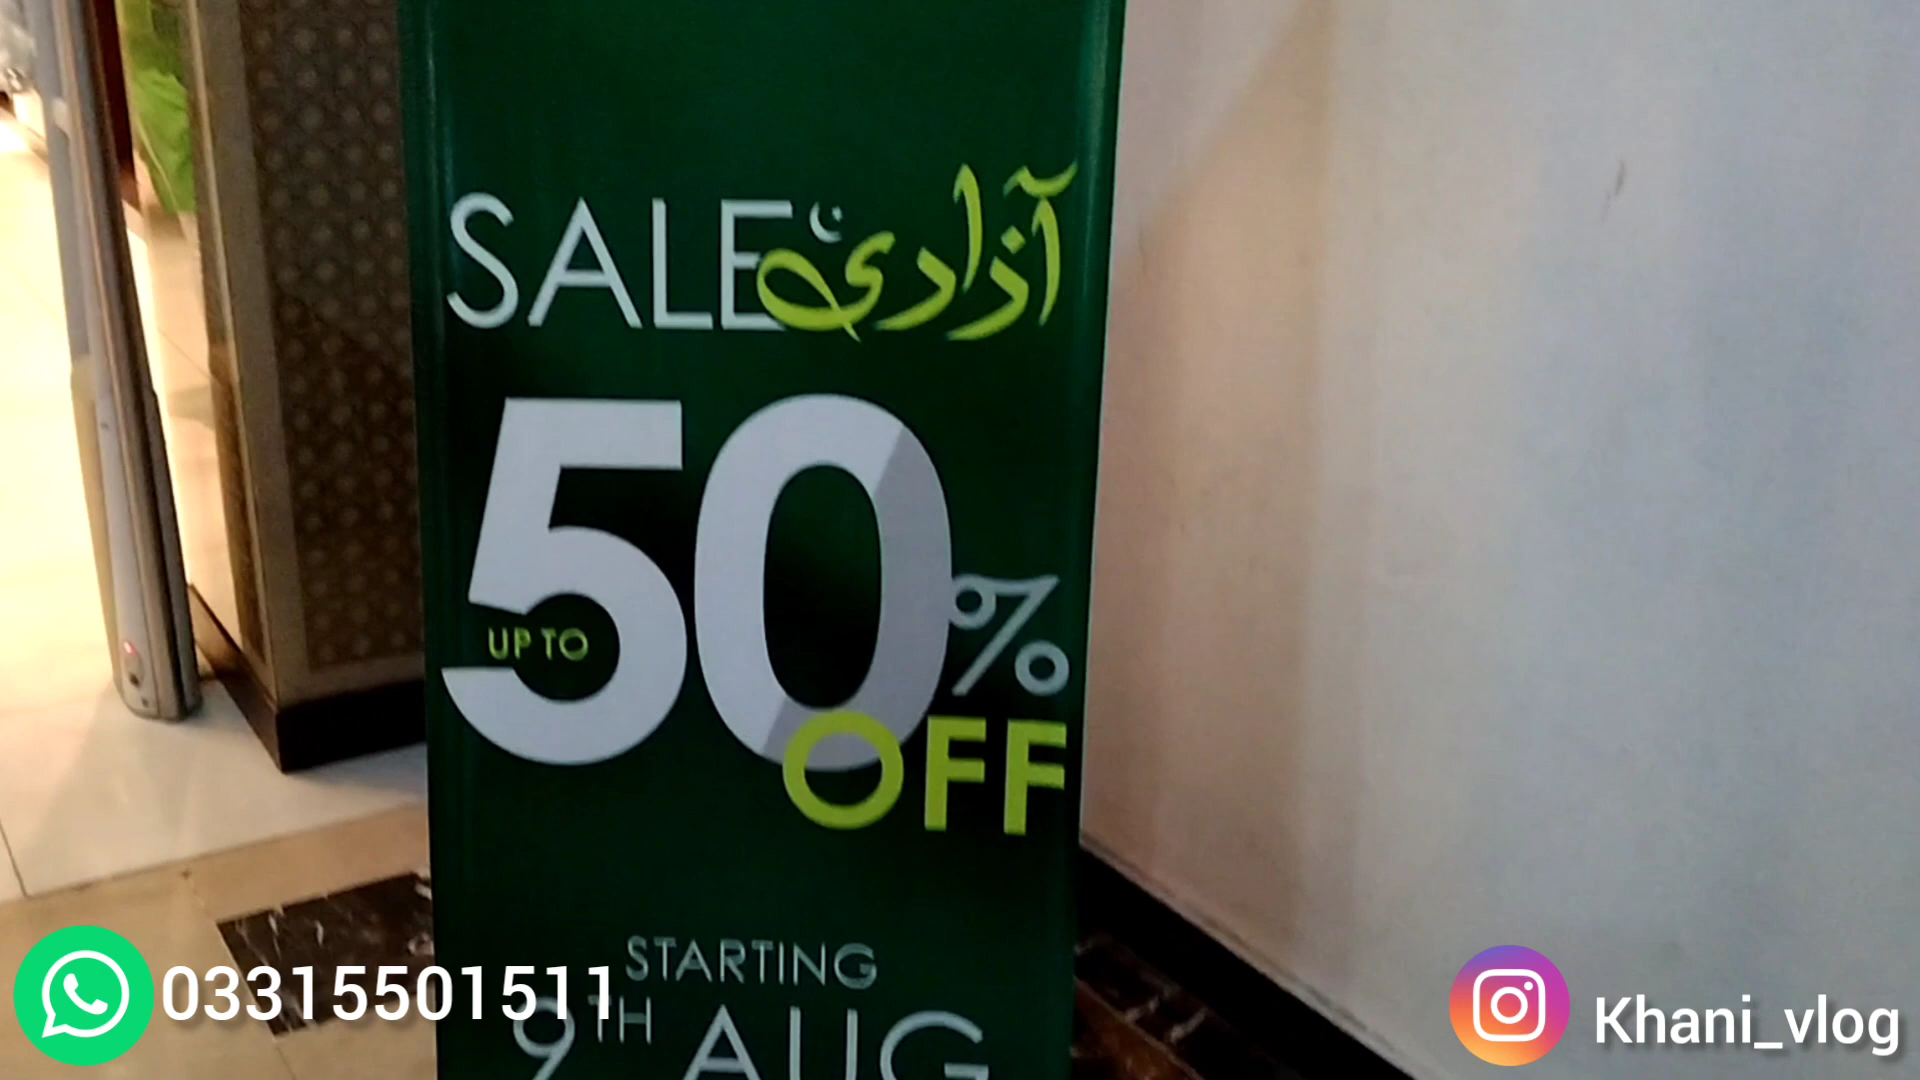 SALE آزادی
UP TO 50%
OFF
STARTING
9TH AUG
03315501511
Khani_vlog